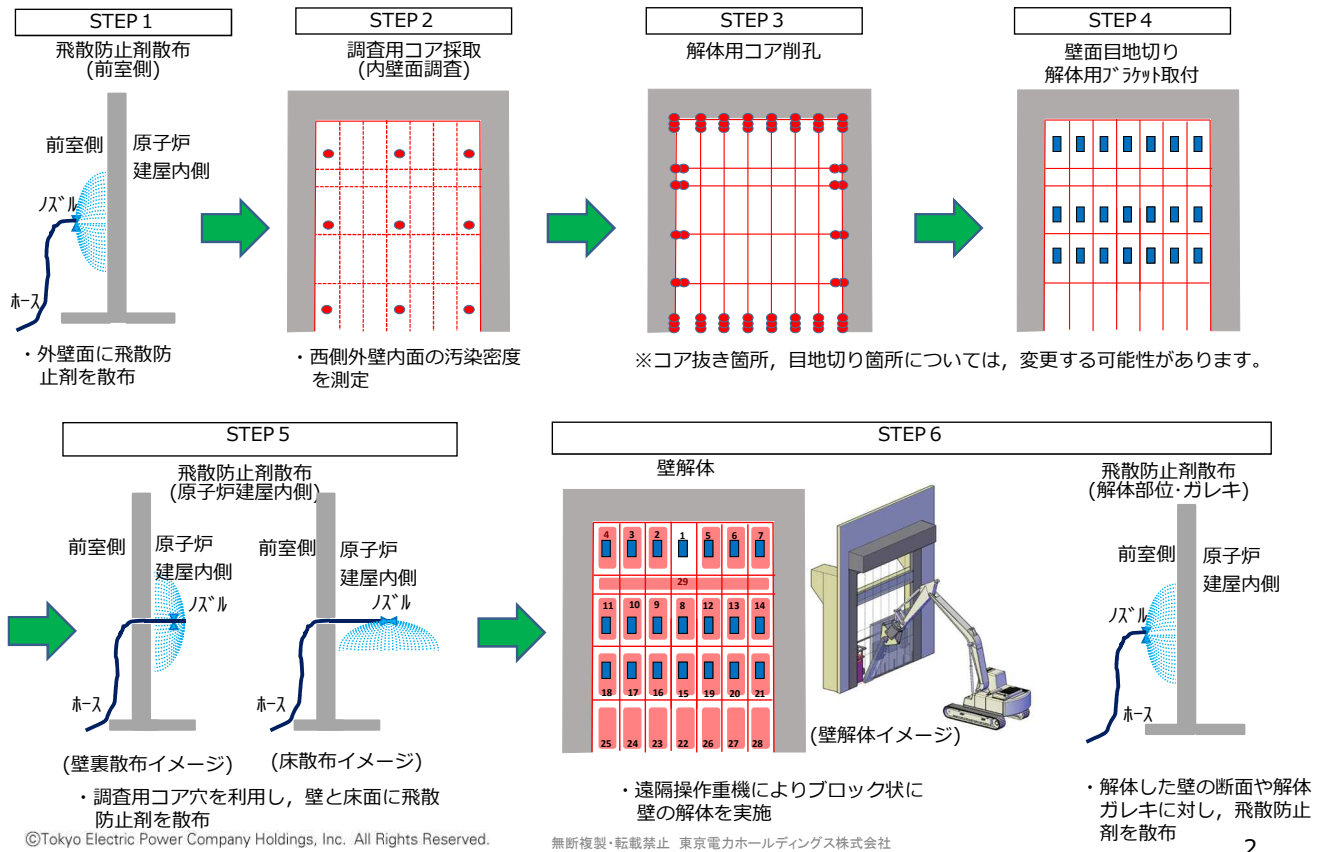 STEP 1
飛散防止剤散布
(前室側)
前室側
原子炉
建屋内側
ﾉｽﾞﾙ
ﾎｰｽ
・外壁面に飛散防
止剤を散布
STEP 2
調査用コア採取
(内壁面調査)
・西側外壁内面の汚染密度
を測定
STEP 3
解体用コア削孔
STEP 4
壁面目地切り
解体用ﾌﾞﾗｹｯﾄ取付
※コア抜き箇所，目地切り箇所については，変更する可能性があります。
STEP 5
飛散防止剤散布
(原子炉建屋内側)
前室側
原子炉
建屋内側
ﾉｽﾞﾙ
ﾎｰｽ
(壁裏散布イメージ)
前室側
原子炉
建屋内側
ﾉｽﾞﾙ
ﾎｰｽ
(床散布イメージ)
・調査用コア穴を利用し，壁と床面に飛散
防止剤を散布
STEP 6
壁解体
4 3 2 1 5 6 7
29
11 10 9 8 12 13 14
18 17 16 15 19 20 21
25 24 23 22 26 27 28
(壁解体イメージ)
・遠隔操作重機によりブロック状に
壁の解体を実施
飛散防止剤散布
(解体部位･ガレキ)
前室側
原子炉
建屋内側
ﾉｽﾞﾙ
ﾎｰｽ
・解体した壁の断面や解体
ガレキに対し，飛散防止
剤を散布
©Tokyo Electric Power Company Holdings, Inc. All Rights Reserved.
無断複製・転載禁止 東京電力ホールディングス株式会社
2